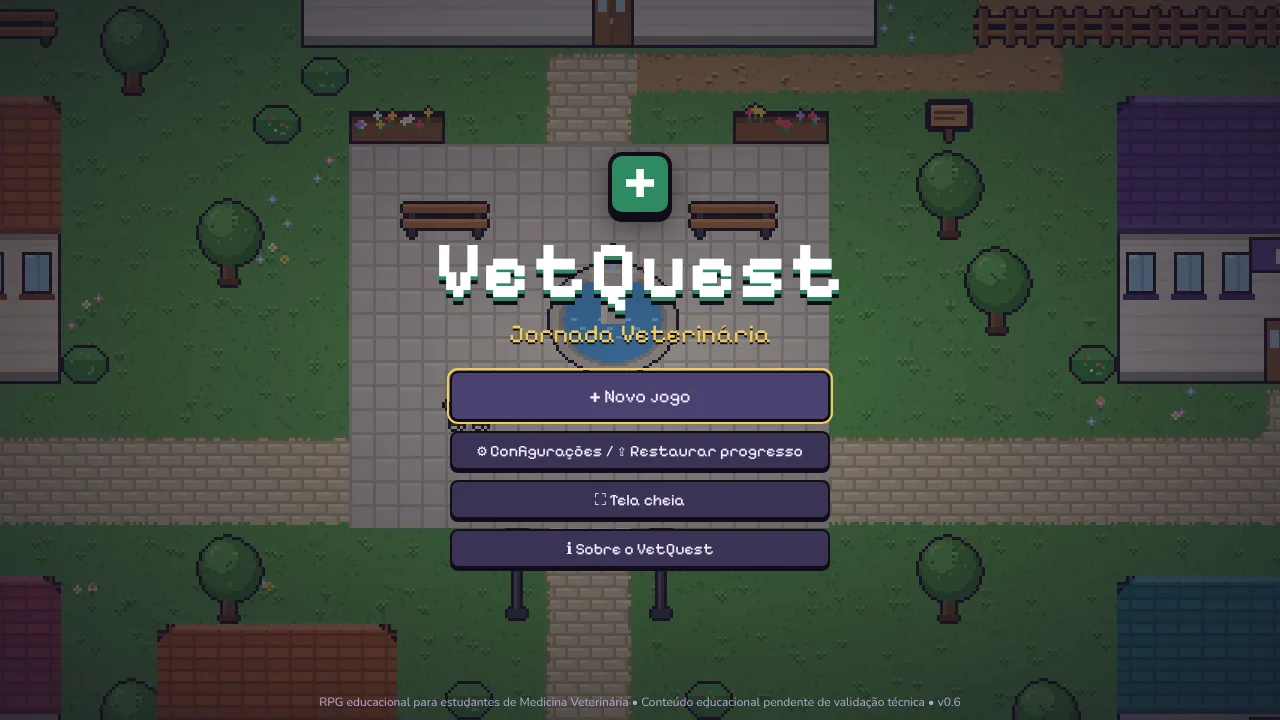 VetQuest
Jornada Veterinária
+ Novo jogo
⚙ Configurações / ⇪ Restaurar progresso
⛶ Tela cheia
ℹ Sobre o VetQuest
RPG educacional para estudantes de Medicina Veterinária • Conteúdo educacional pendente de validação técnica • v0.6